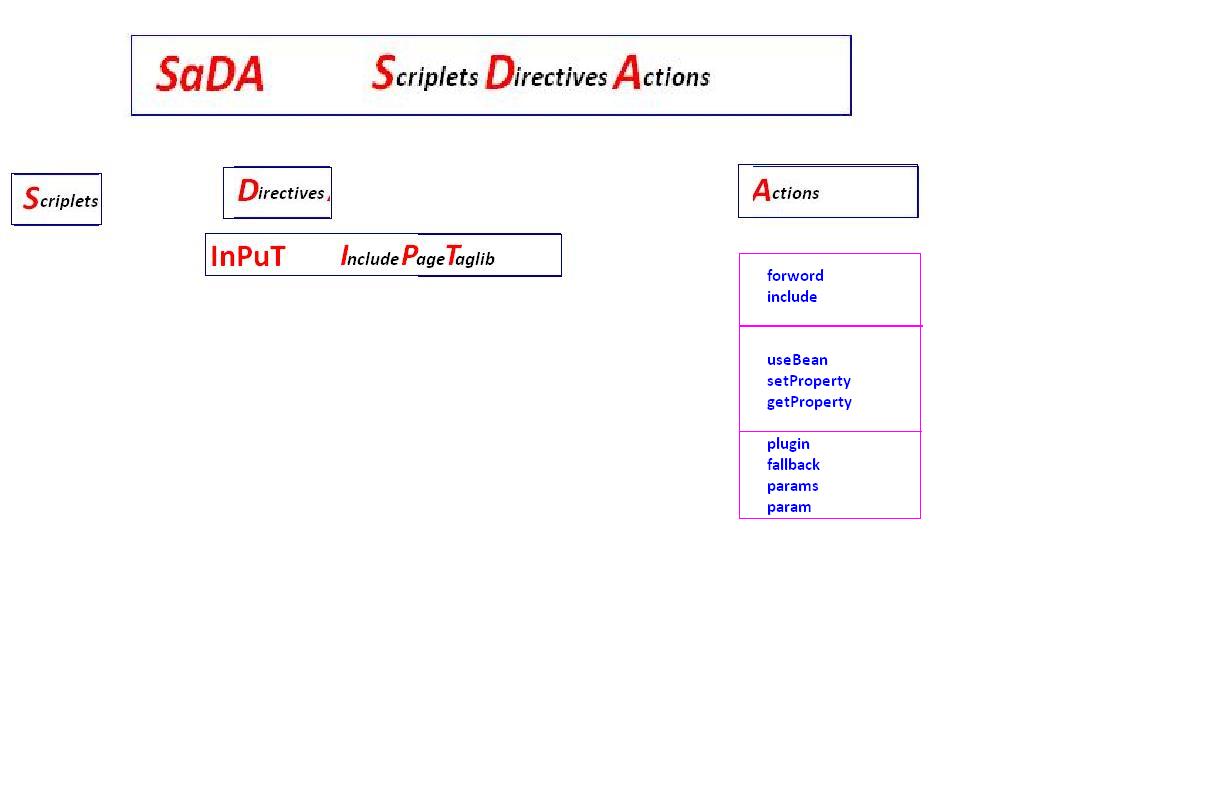 SaDA Scriplets Directives Actions
Scriplets
Directives
Actions
InPuT Include Page Taglib
forword
include
useBean
setProperty
getProperty
plugin
fallback
params
param